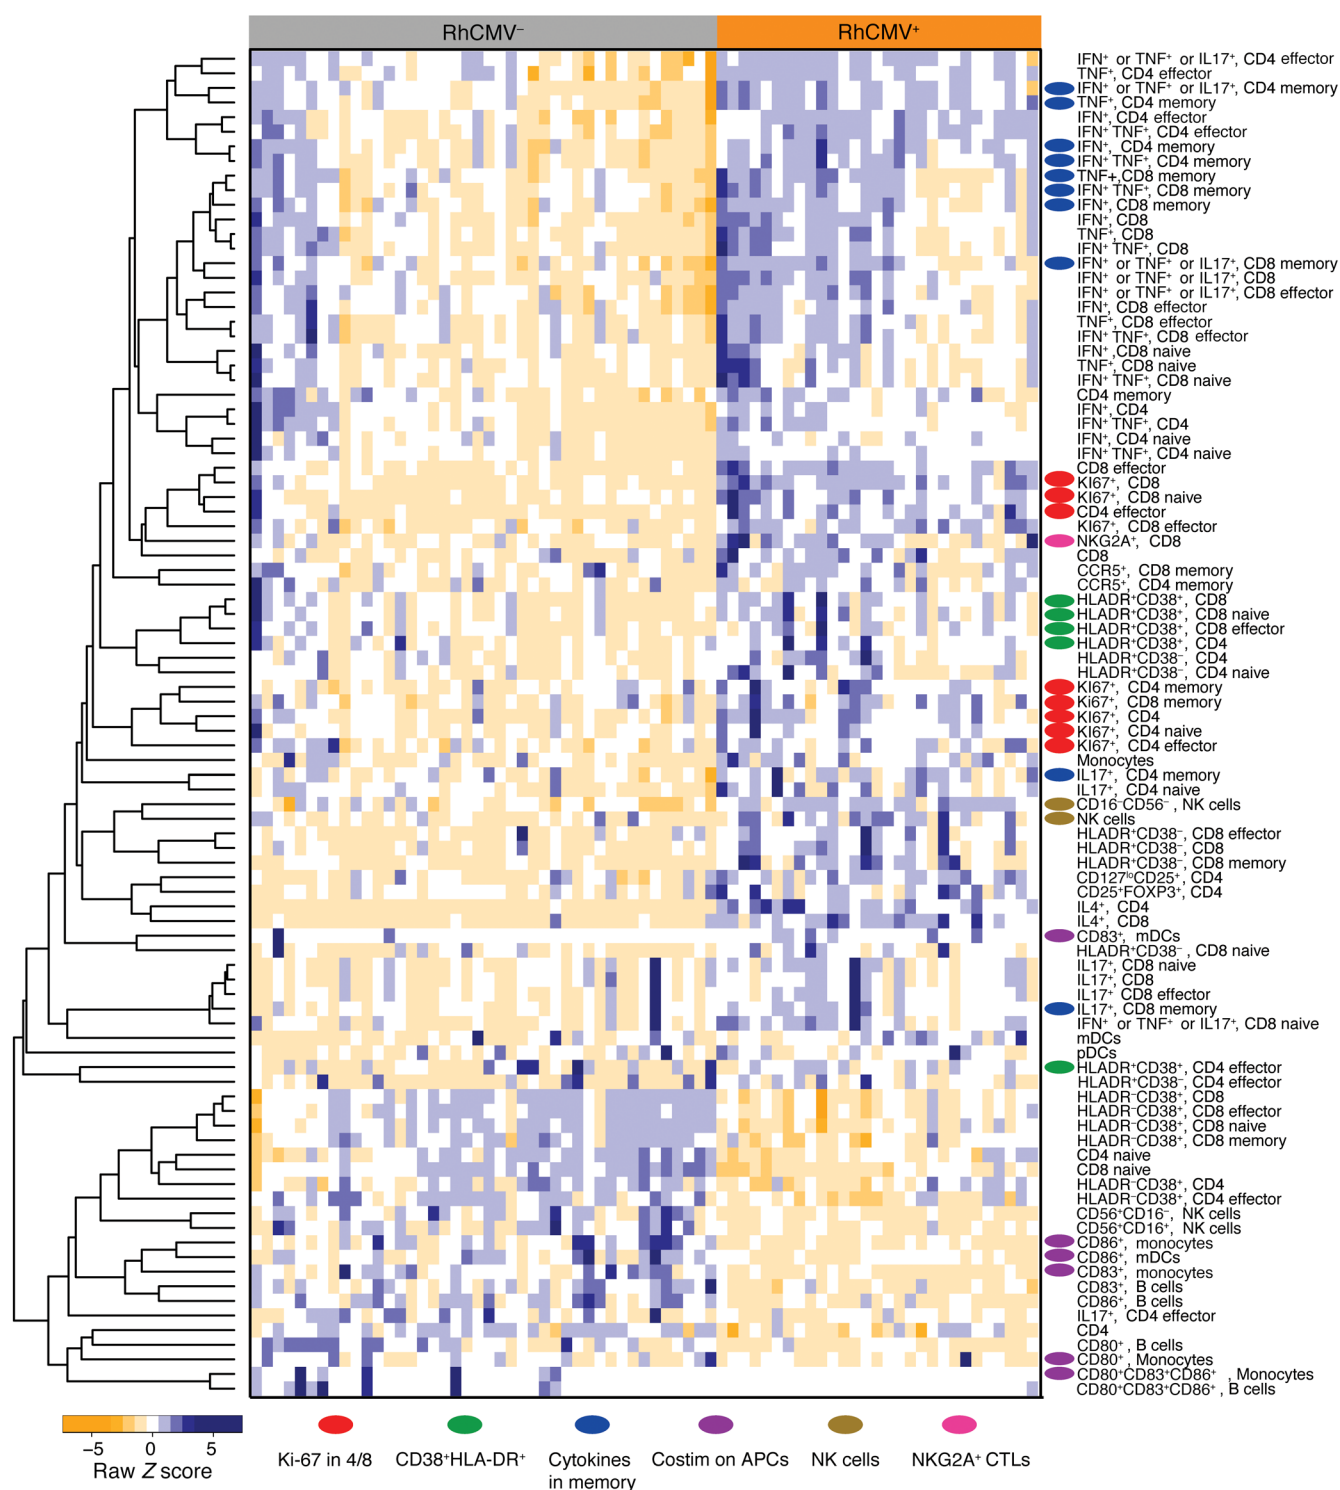 RhCMV⁻
RhCMV⁺
IFN⁺ or TNF⁺ or IL17⁺, CD4 effector
TNF⁺, CD4 effector
IFN⁺ or TNF⁺ or IL17⁺, CD4 memory
TNF⁺, CD4 memory
IFN⁺, CD4 effector
IFN⁺ TNF⁺, CD4 effector
IFN⁺, CD4 memory
IFN⁺ TNF⁺, CD4 memory
TNF+,CD8 memory
IFN⁺ TNF⁺, CD8 memory
IFN⁺, CD8 memory
IFN⁺, CD8
TNF⁺, CD8
IFN⁺ TNF⁺, CD8
IFN⁺ or TNF⁺ or IL17⁺, CD8 memory
IFN⁺ or TNF⁺ or IL17⁺, CD8
IFN⁺ or TNF⁺ or IL17⁺, CD8 effector
IFN⁺, CD8 effector
TNF⁺, CD8 effector
IFN⁺ TNF⁺, CD8 effector
IFN⁺ ,CD8 naive
TNF⁺, CD8 naive
IFN⁺ TNF⁺, CD8 naive
CD4 memory
IFN⁺, CD4
IFN⁺ TNF⁺, CD4
IFN⁺, CD4 naive
IFN⁺ TNF⁺, CD4 naive
CD8 effector
KI67⁺, CD8
KI67⁺, CD8 naive
CD4 effector
KI67⁺, CD8 effector
NKG2A⁺, CD8
CD8
CCR5⁺, CD8 memory
CCR5⁺, CD4 memory
HLADR⁺CD38⁺, CD8
HLADR⁺CD38⁺, CD8 naive
HLADR⁺CD38⁺, CD8 effector
HLADR⁺CD38⁺, CD4
HLADR⁺CD38⁻, CD4
HLADR⁺CD38⁻, CD4 naive
KI67⁺, CD4 memory
Ki67⁺, CD8 memory
KI67⁺, CD4
KI67⁺, CD4 naive
KI67⁺, CD4 effector
Monocytes
IL17⁺, CD4 memory
IL17⁺, CD4 naive
CD16⁻CD56⁻ , NK cells
NK cells
HLADR⁺CD38⁻, CD8 effector
HLADR⁺CD38⁻, CD8
HLADR⁺CD38⁻, CD8 memory
CD127ˡᵒCD25⁺, CD4
CD25⁺FOXP3⁺, CD4
IL4⁺, CD4
IL4⁺, CD8
CD83⁺, mDCs
HLADR⁺CD38⁻ , CD8 naive
IL17⁺, CD8 naive
IL17⁺, CD8
IL17⁺ CD8 effector
IL17⁺, CD8 memory
IFN⁺ or TNF⁺ or IL17⁺, CD8 naive
mDCs
pDCs
HLADR⁺CD38⁺, CD4 effector
HLADR⁺CD38⁻, CD4 effector
HLADR⁻CD38⁺, CD8
HLADR⁻CD38⁺, CD8 effector
HLADR⁻CD38⁺, CD8 naive
HLADR⁻CD38⁺, CD8 memory
CD4 naive
CD8 naive
HLADR⁻CD38⁺, CD4
HLADR⁻CD38⁺, CD4 effector
CD56⁺CD16⁻, NK cells
CD56⁺CD16⁺, NK cells
CD86⁺, monocytes
CD86⁺, mDCs
CD83⁺, monocytes
CD83⁺, B cells
CD86⁺, B cells
IL17⁺, CD4 effector
CD4
CD80⁺ , B cells
CD80⁺, Monocytes
CD80⁺CD83⁺CD86⁺ , Monocytes
CD80⁺CD83⁺CD86⁺ , B cells
−5 0 5
Raw Z score
Ki-67 in 4/8
CD38⁺HLA-DR⁺
Cytokines
in memory
Costim on APCs
NK cells
NKG2A⁺ CTLs